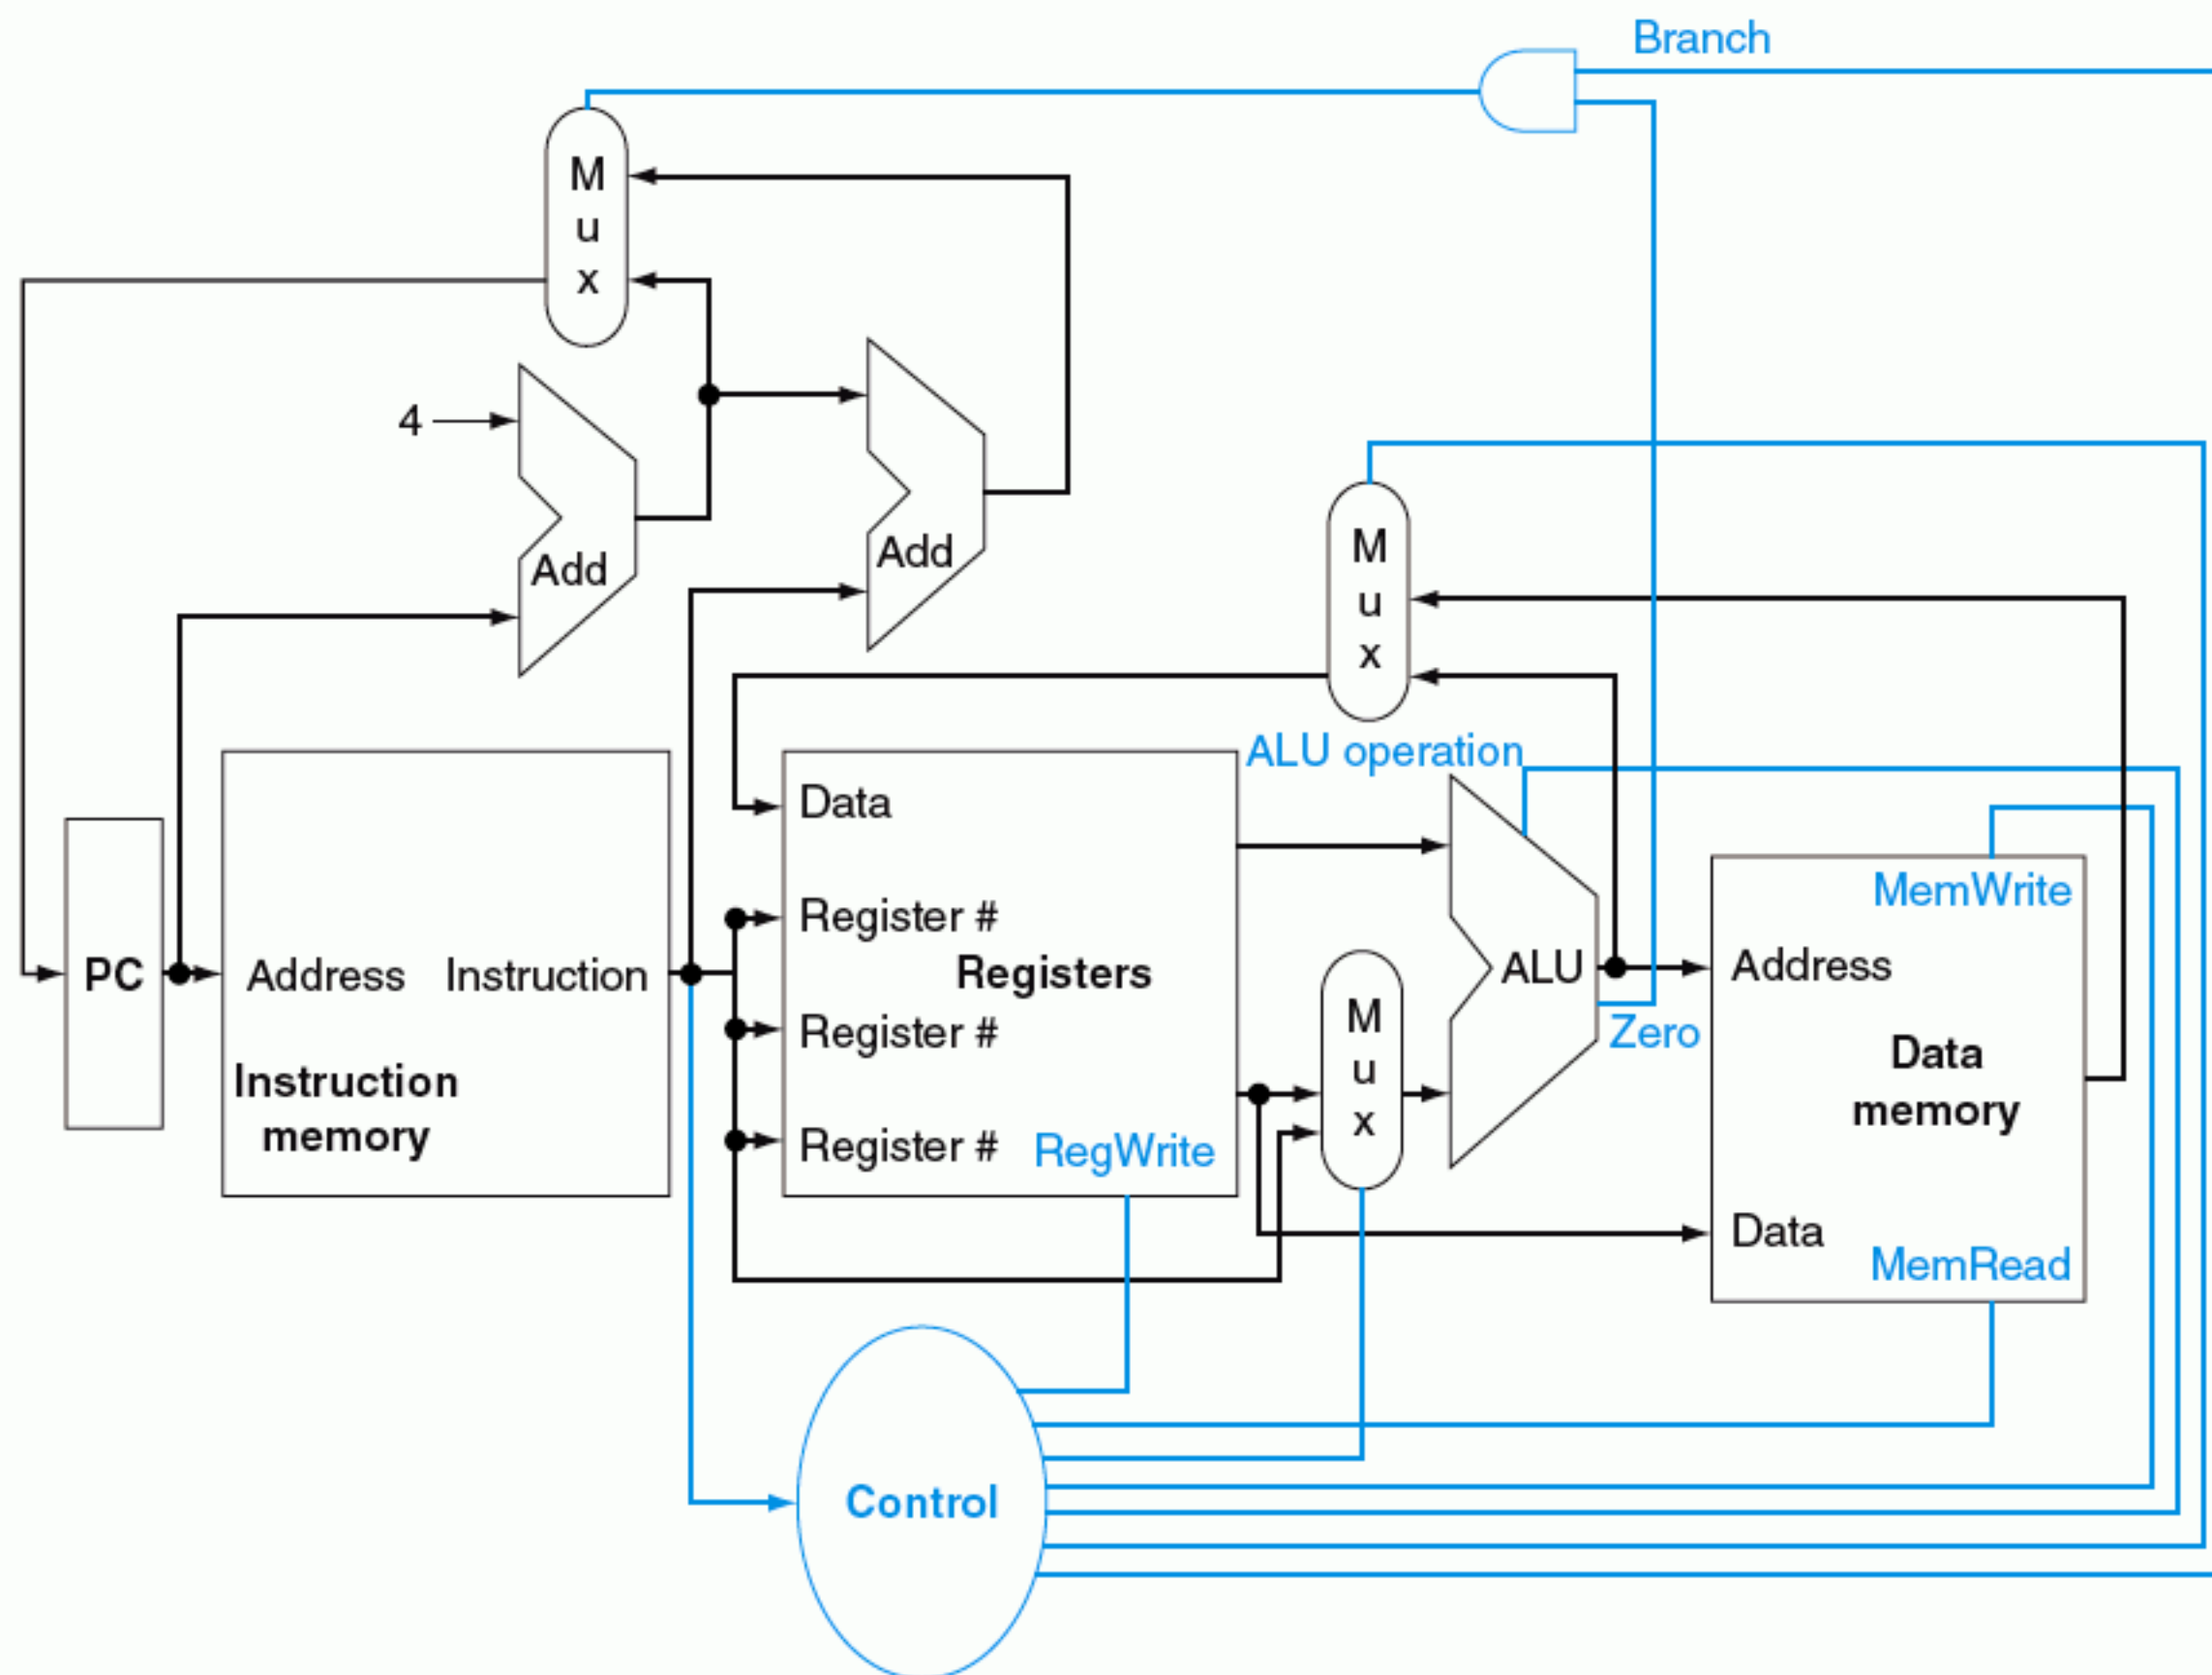 Branch
M
u
x
4
Add
Add
M
u
x
ALU operation
Data
MemWrite
Register #
PC
Address
Instruction
Registers
ALU
Address
M
u
x
Register #
Zero
Data
memory
Instruction
memory
Register #
RegWrite
Data
MemRead
Control